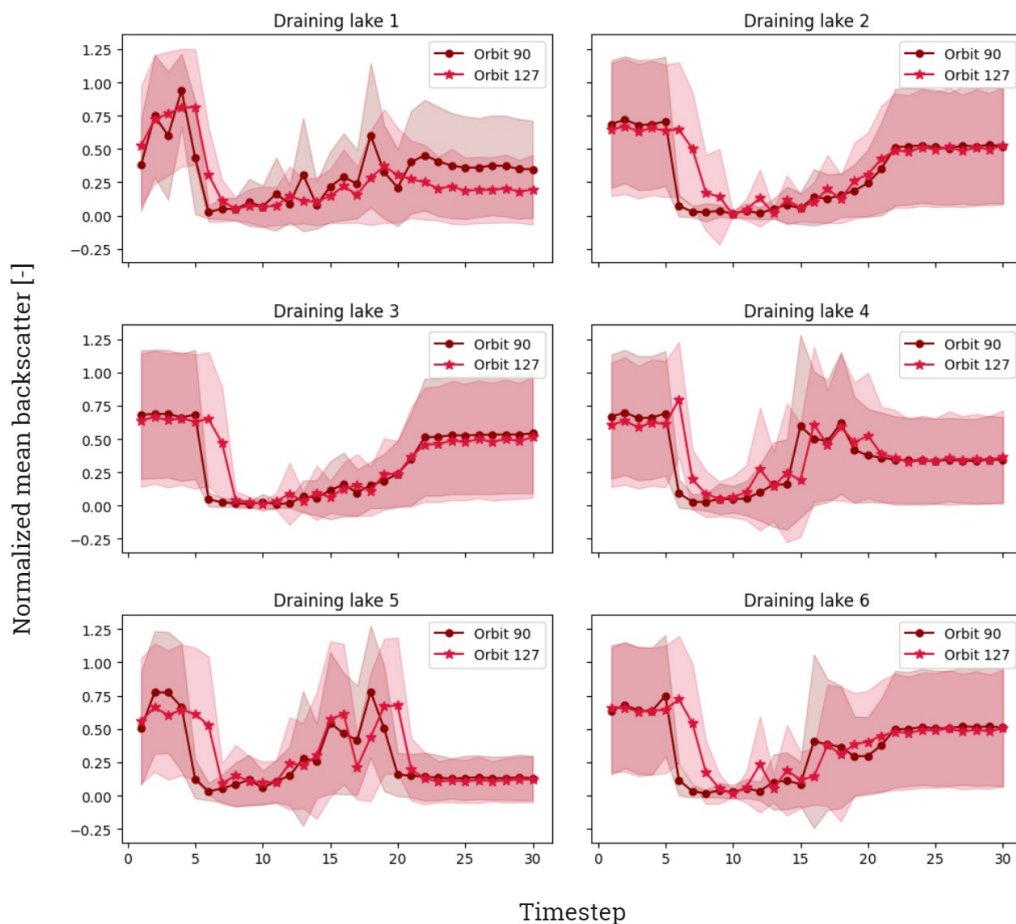 Draining lake 1
1.25
1.00
0.75
0.50
0.25
0.00
−0.25
Orbit 90
Orbit 127
Draining lake 2
Orbit 90
Orbit 127
Draining lake 3
1.25
1.00
0.75
0.50
0.25
0.00
−0.25
Orbit 90
Orbit 127
Draining lake 4
Orbit 90
Orbit 127
Draining lake 5
1.25
1.00
0.75
0.50
0.25
0.00
−0.25
Orbit 90
Orbit 127
0 5 10 15 20 25 30
Draining lake 6
Orbit 90
Orbit 127
0 5 10 15 20 25 30
Normalized mean backscatter [-]
Timestep